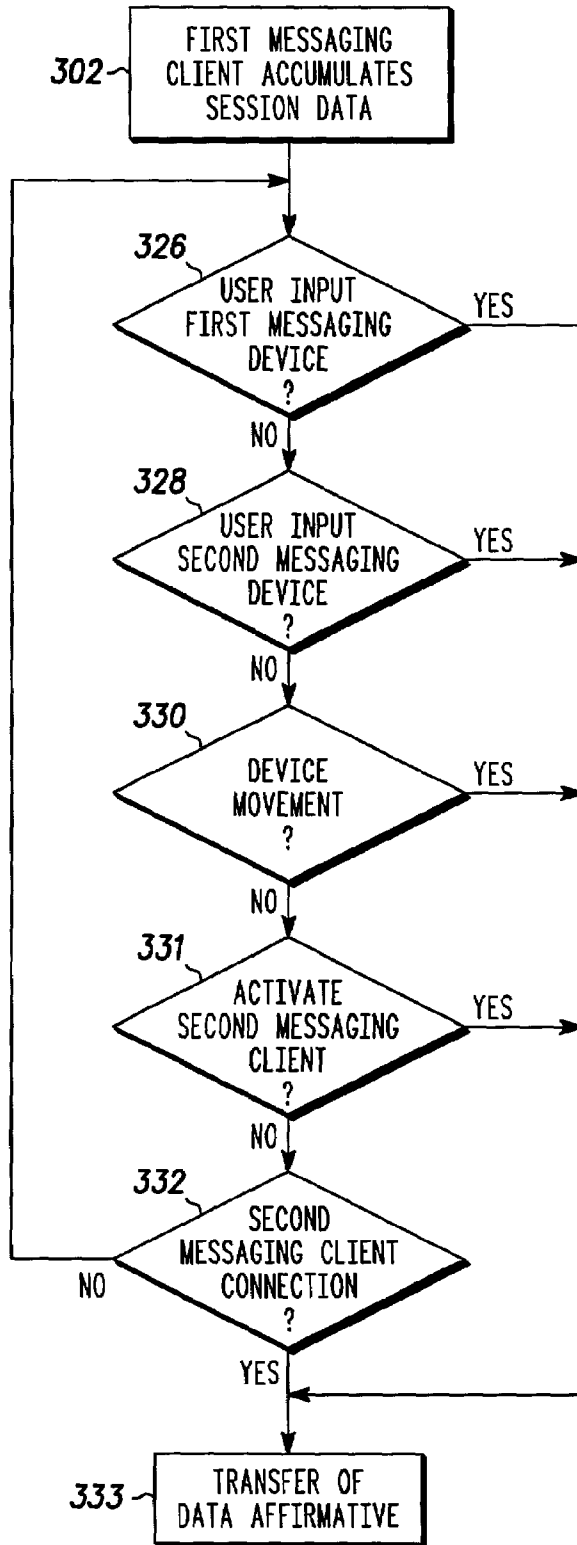 302
FIRST MESSAGING
CLIENT ACCUMULATES
SESSION DATA
326
USER INPUT
FIRST MESSAGING
DEVICE
?
YES
NO
328
USER INPUT
SECOND MESSAGING
DEVICE
?
YES
NO
330
DEVICE
MOVEMENT
?
YES
NO
331
ACTIVATE
SECOND MESSAGING
CLIENT
?
YES
NO
332
SECOND
MESSAGING CLIENT
CONNECTION
?
NO
YES
333
TRANSFER OF
DATA AFFIRMATIVE